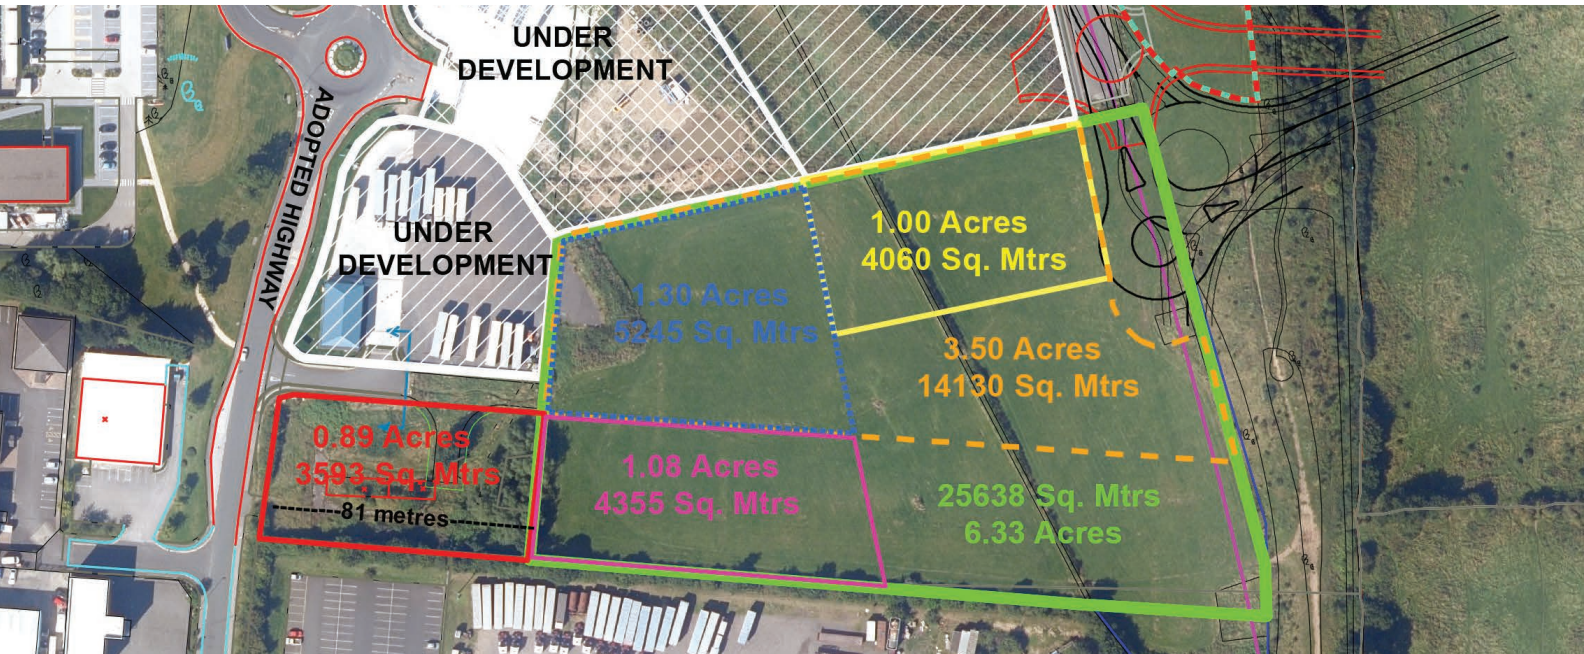 UNDER
DEVELOPMENT
ADOPTED HIGHWAY
UNDER
DEVELOPMENT
1.00 Acres
4060 Sq. Mtrs
1.30 Acres
5245 Sq. Mtrs
3.50 Acres
14130 Sq. Mtrs
0.89 Acres
3593 Sq. Mtrs
81 metres
1.08 Acres
4355 Sq. Mtrs
25638 Sq. Mtrs
6.33 Acres